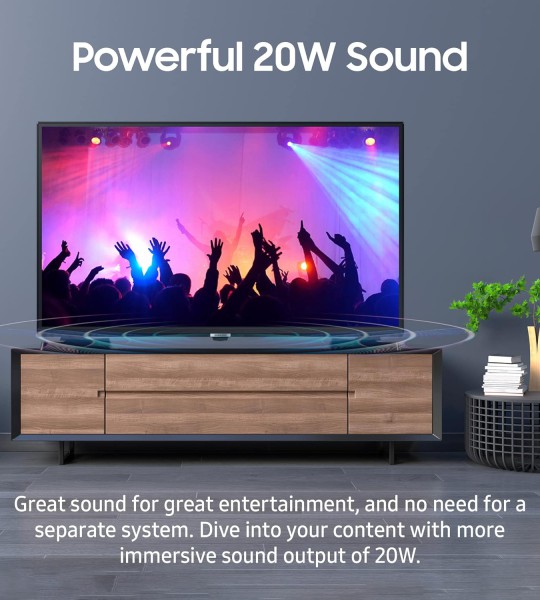 Powerful 20W Sound
Great sound for great entertainment, and no need for a
separate system. Dive into your content with more
immersive sound output of 20W.